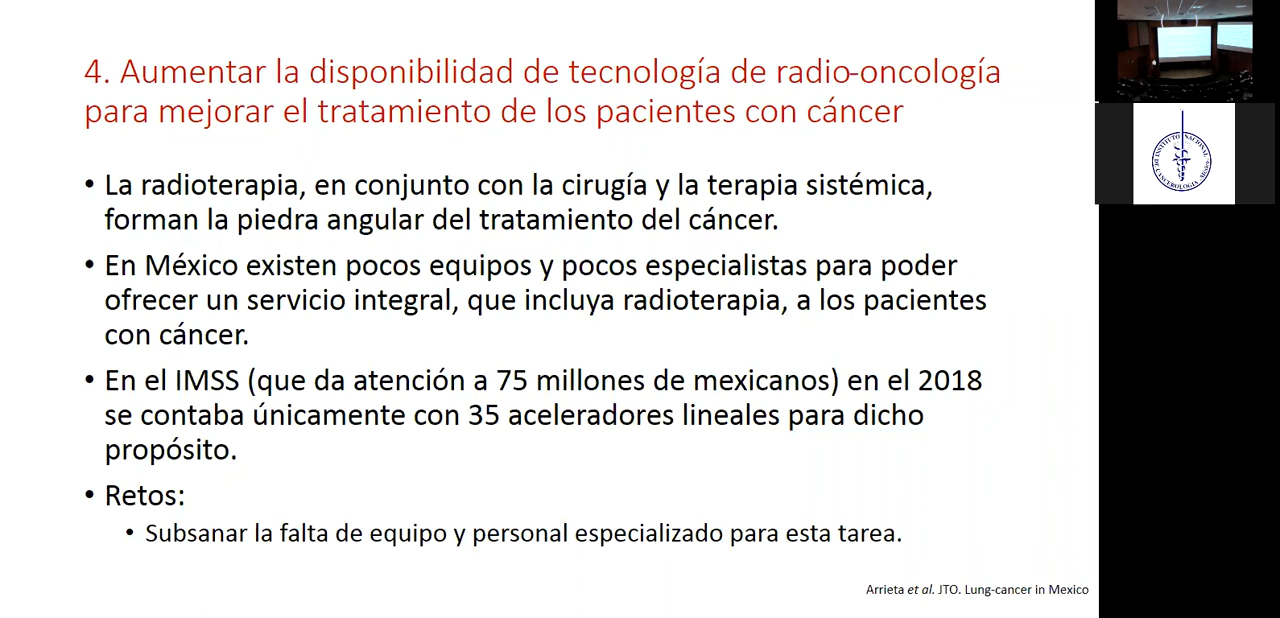 4. Aumentar la disponibilidad de tecnología de radio-oncología
para mejorar el tratamiento de los pacientes con cáncer
• La radioterapia, en conjunto con la cirugía y la terapia sistémica,
forman la piedra angular del tratamiento del cáncer.
• En México existen pocos equipos y pocos especialistas para poder
ofrecer un servicio integral, que incluya radioterapia, a los pacientes
con cáncer.
• En el IMSS (que da atención a 75 millones de mexicanos) en el 2018
se contaba únicamente con 35 aceleradores lineales para dicho
propósito.
• Retos:
• Subsanar la falta de equipo y personal especializado para esta tarea.
Arrieta et al. JTO. Lung-cancer in Mexico
INSTITUTO NACIONAL
DE CANCEROLOGIA - México